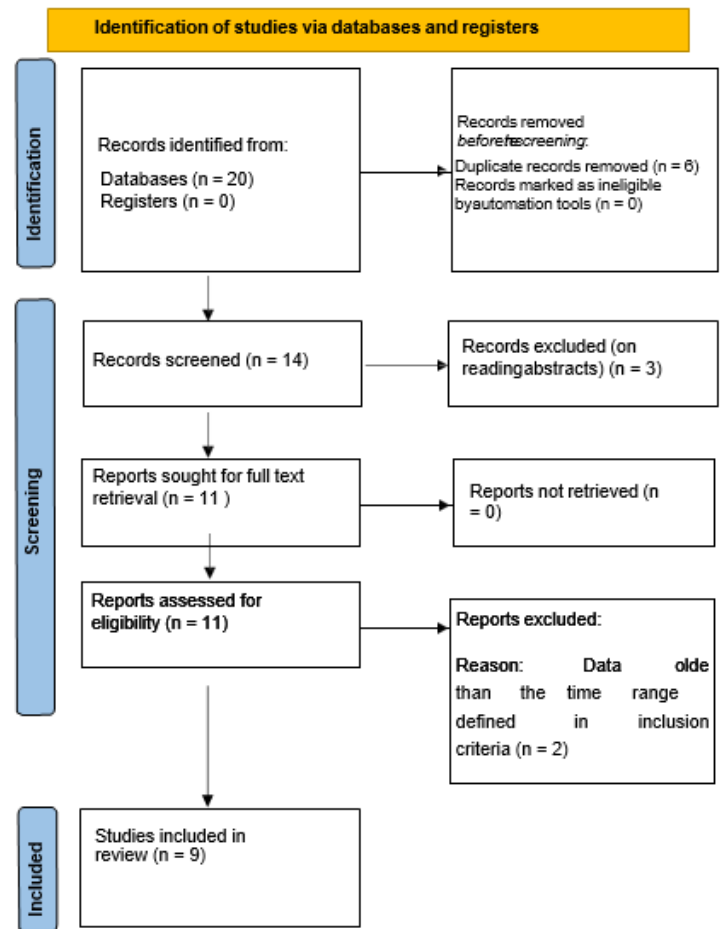 Identification of studies via databases and registers
Identification
Records identified from:
Databases (n = 20)
Registers (n = 0)
Records removed
beforethescreening:
Duplicate records removed (n = 6)
Records marked as ineligible
byautomation tools (n = 0)
Screening
Records screened (n = 14)
Records excluded (on
readingabstracts) (n = 3)
Reports sought for full text
retrieval (n = 11 )
Reports not retrieved (n
= 0)
Reports assessed for
eligibility (n = 11)
Reports excluded:
Reason: Data olde
than the time range
defined in inclusion
criteria (n = 2)
Included
Studies included in
review (n = 9)